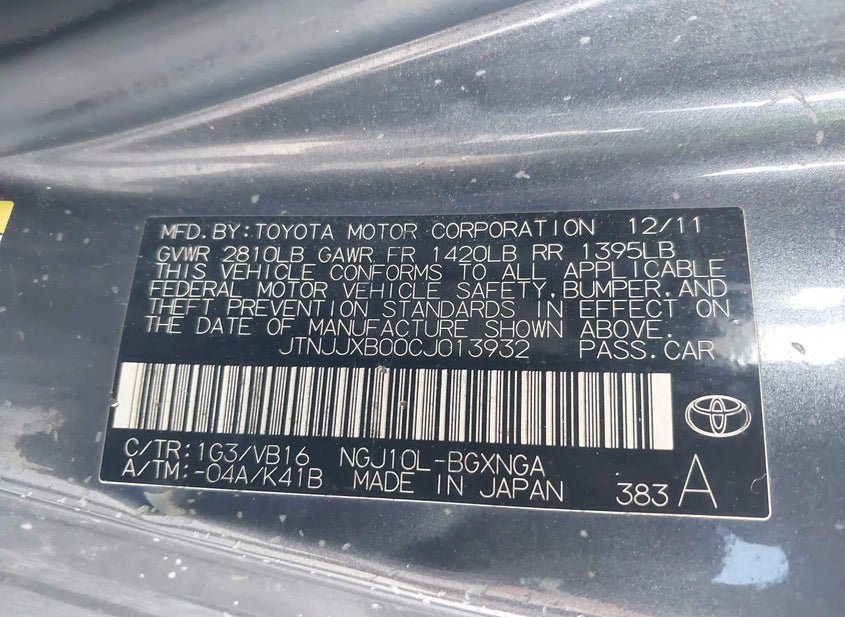 MFD.BY:TOYOTA MOTOR CORPORATION 12/11
GVWR 2810LB GAWR FR 1420LB RR 1395LB
THIS VEHICLE CONFORMS TO ALL APPLICABLE
FEDERAL MOTOR VEHICLE SAFETY,BUMPER,AND
THEFT PREVENTION STANDARDS IN EFFECT ON
THE DATE OF MANUFACTURE SHOWN ABOVE.
JTNJJXB00CJ013932 PASS.CAR
C/TR:1G3/VB16 NGJ10L-BGXNGA
A/TM:-04A/K41B MADE IN JAPAN 383 A